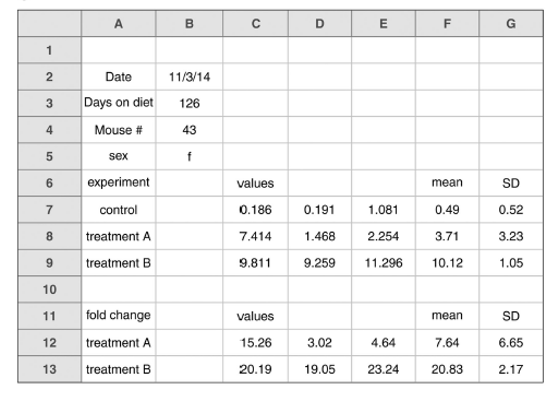 A B C D E F G
1
2 Date 11/3/14
3 Days on diet 126
4 Mouse # 43
5 sex f
6 experiment values mean SD
7 control 0.186 0.191 1.081 0.49 0.52
8 treatment A 7.414 1.468 2.254 3.71 3.23
9 treatment B 9.811 9.259 11.296 10.12 1.05
10
11 fold change values mean SD
12 treatment A 15.26 3.02 4.64 7.64 6.65
13 treatment B 20.19 19.05 23.24 20.83 2.17